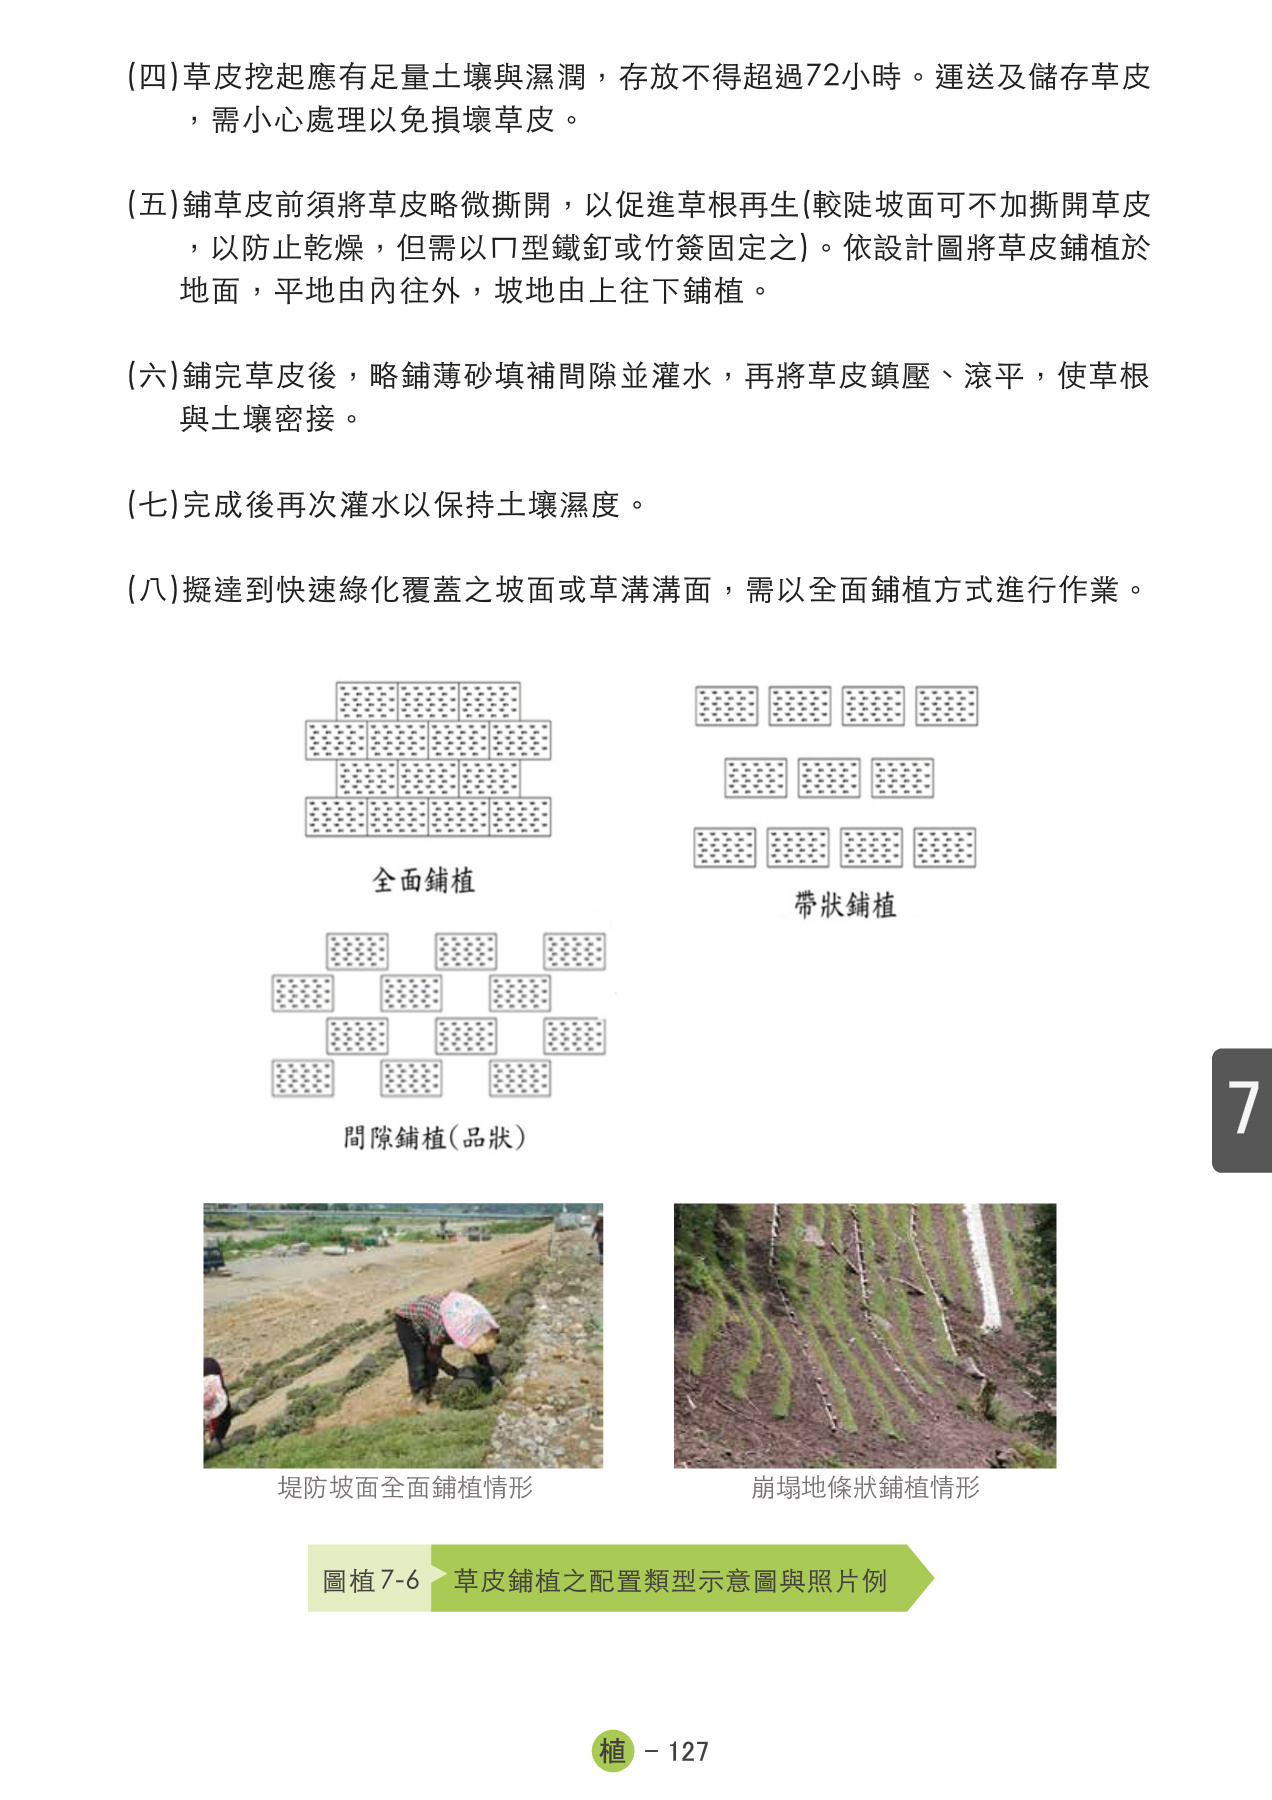 (四)草皮挖起應有足量土壤與濕潤，存放不得超過72小時。運送及儲存草皮
，需小心處理以免損壞草皮。
(五)鋪草皮前須將草皮略微撕開，以促進草根再生(較陡坡面可不加撕開草皮
，以防止乾燥，但需以ㄇ型鐵釘或竹簽固定之)。依設計圖將草皮鋪植於
地面，平地由內往外，坡地由上往下鋪植。
(六)鋪完草皮後，略鋪薄砂填補間隙並灌水，再將草皮鎮壓、滾平，使草根
與土壤密接。
(七)完成後再次灌水以保持土壤濕度。
(八)擬達到快速綠化覆蓋之坡面或草溝溝面，需以全面鋪植方式進行作業。
全面鋪植
帶狀鋪植
間隙鋪植(品狀)
7
堤防坡面全面鋪植情形
崩塌地條狀鋪植情形
圖植7-6 草皮鋪植之配置類型示意圖與照片例
植 - 127